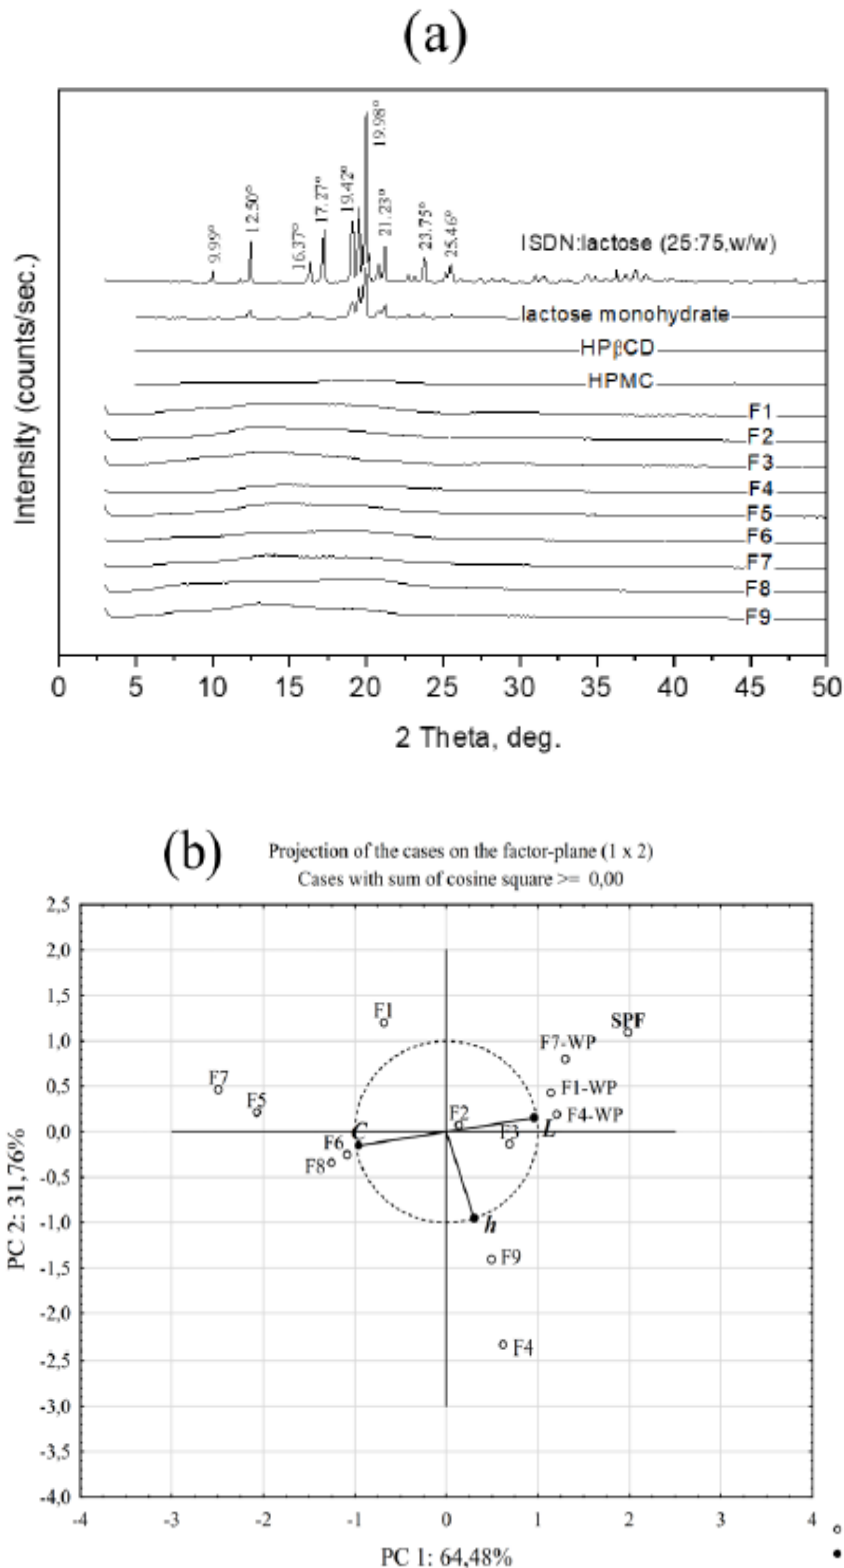 (a)
9.99°
12.50°
16.37°
17.27°
19.42°
19.98°
21.23°
23.75°
25.46°
ISDN:lactose (25:75,w/w)
lactose monohydrate
HPβCD
HPMC
F1
F2
F3
F4
F5
F6
F7
F8
F9
Intensity (counts/sec.)
0 5 10 15 20 25 30 35 40 45 50
2 Theta, deg.
(b)
Projection of the cases on the factor-plane (1 x 2)
Cases with sum of cosine square >= 0,00
2,5
2,0
1,5
1,0
0,5
0,0
-0,5
-1,0
-1,5
-2,0
-2,5
-3,0
-3,5
-4,0
PC 2: 31,76%
F1
SPF
F7-WP
F7
F5
F1-WP
F2
F4-WP
C
L
F6
F3
F8
h
F9
F4
-4 -3 -2 -1 0 1 2 3 4
PC 1: 64,48%